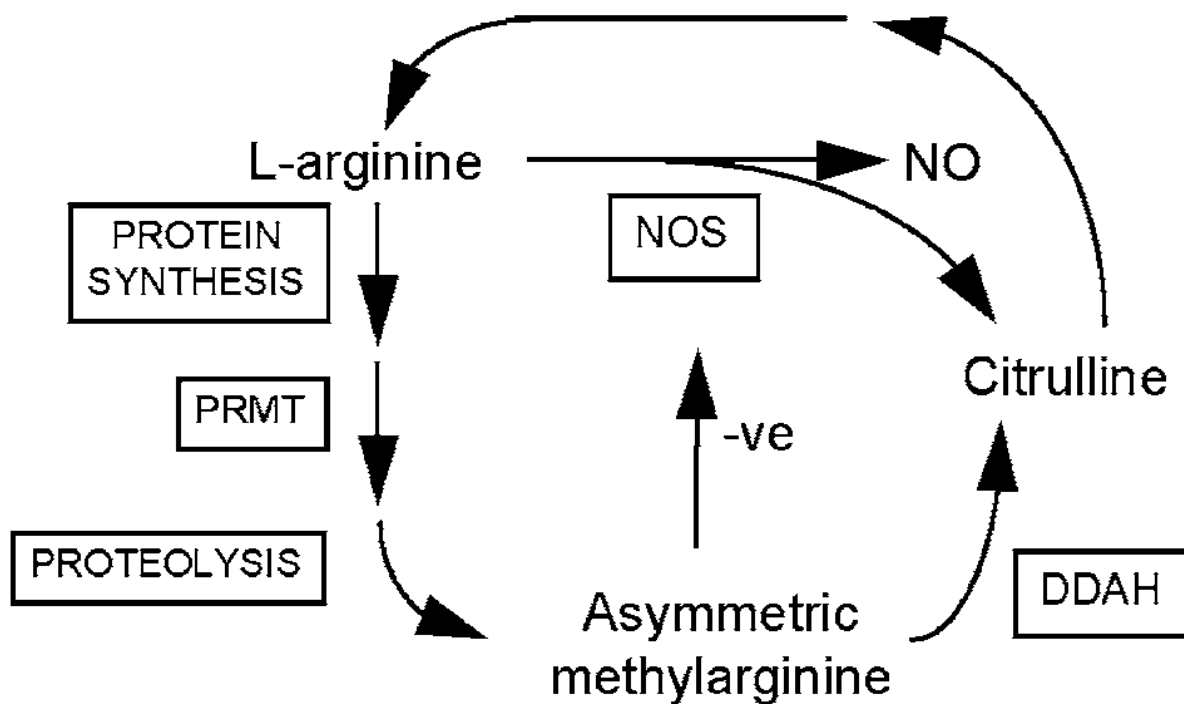 L-arginine
NO
PROTEIN
SYNTHESIS
NOS
Citrulline
PRMT
-ve
PROTEOLYSIS
DDAH
Asymmetric
methylarginine